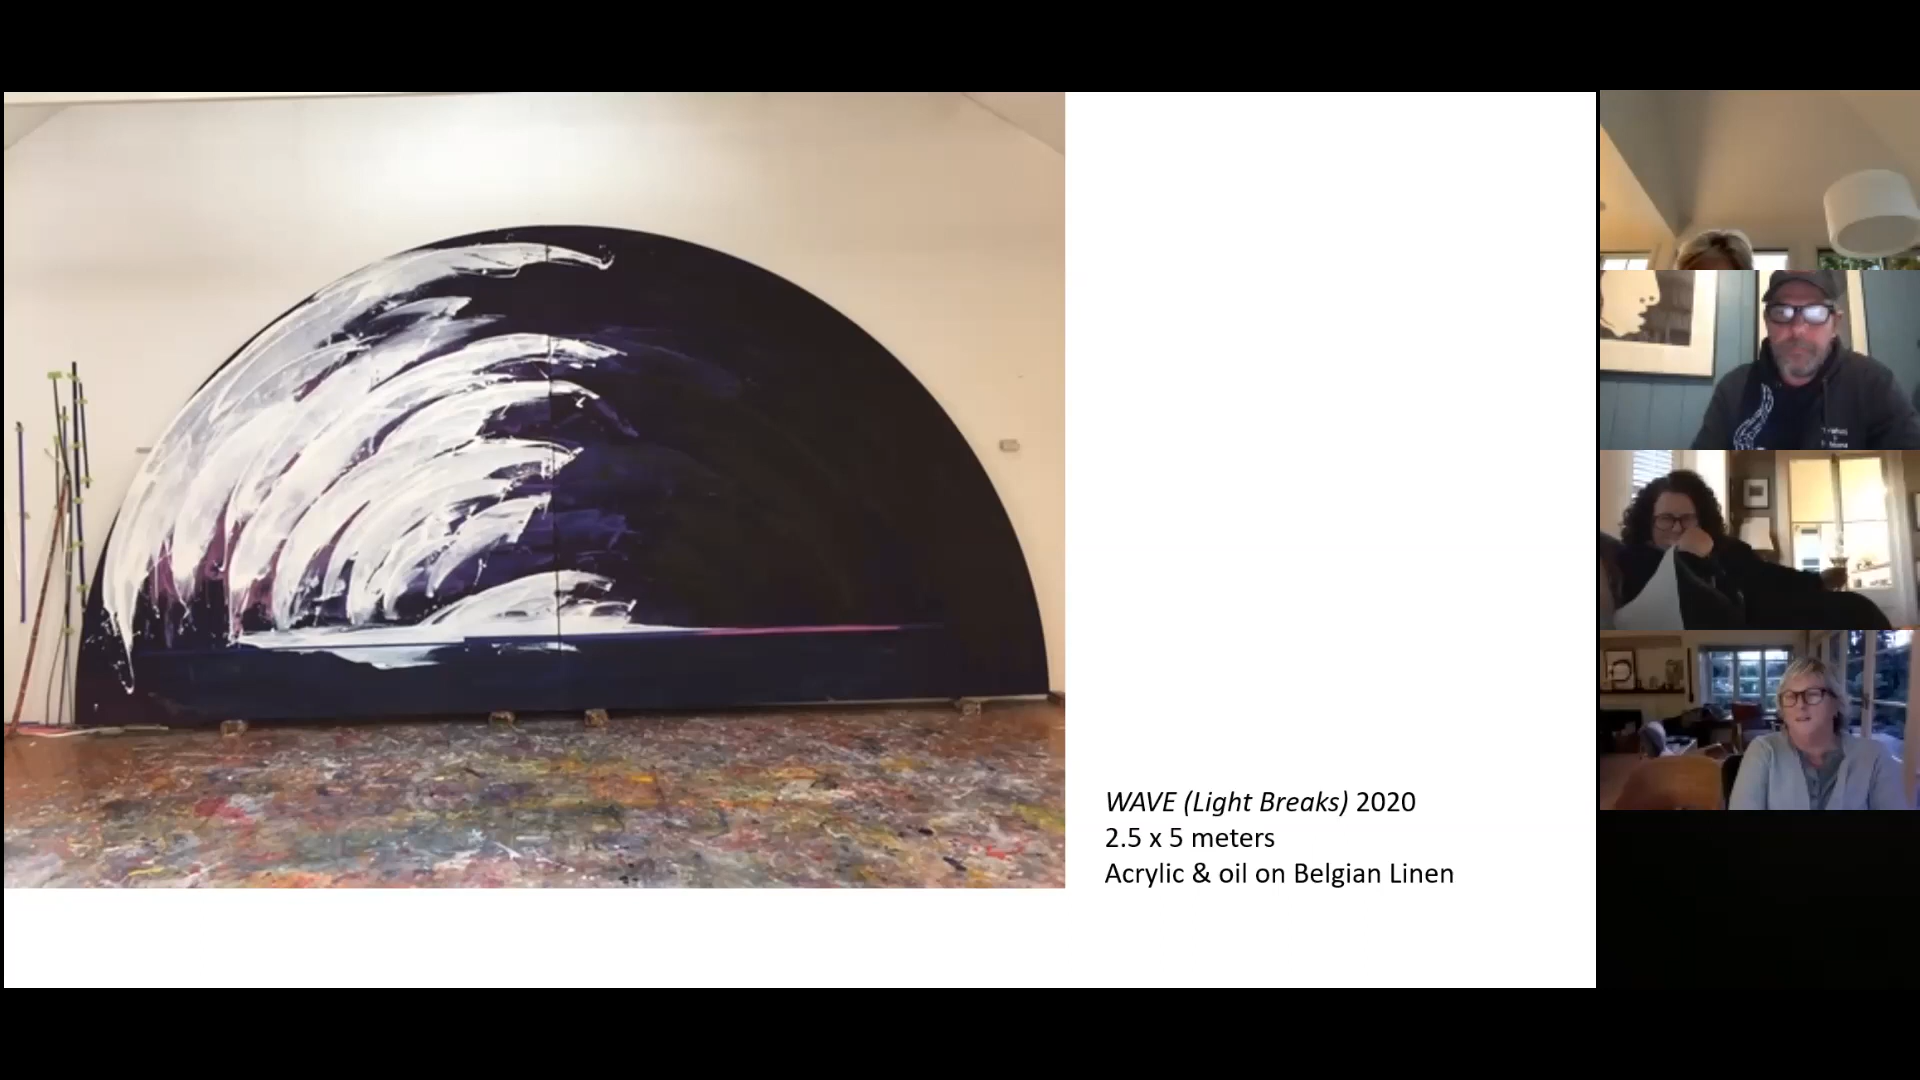 WAVE (Light Breaks) 2020
2.5 x 5 meters
Acrylic & oil on Belgian Linen